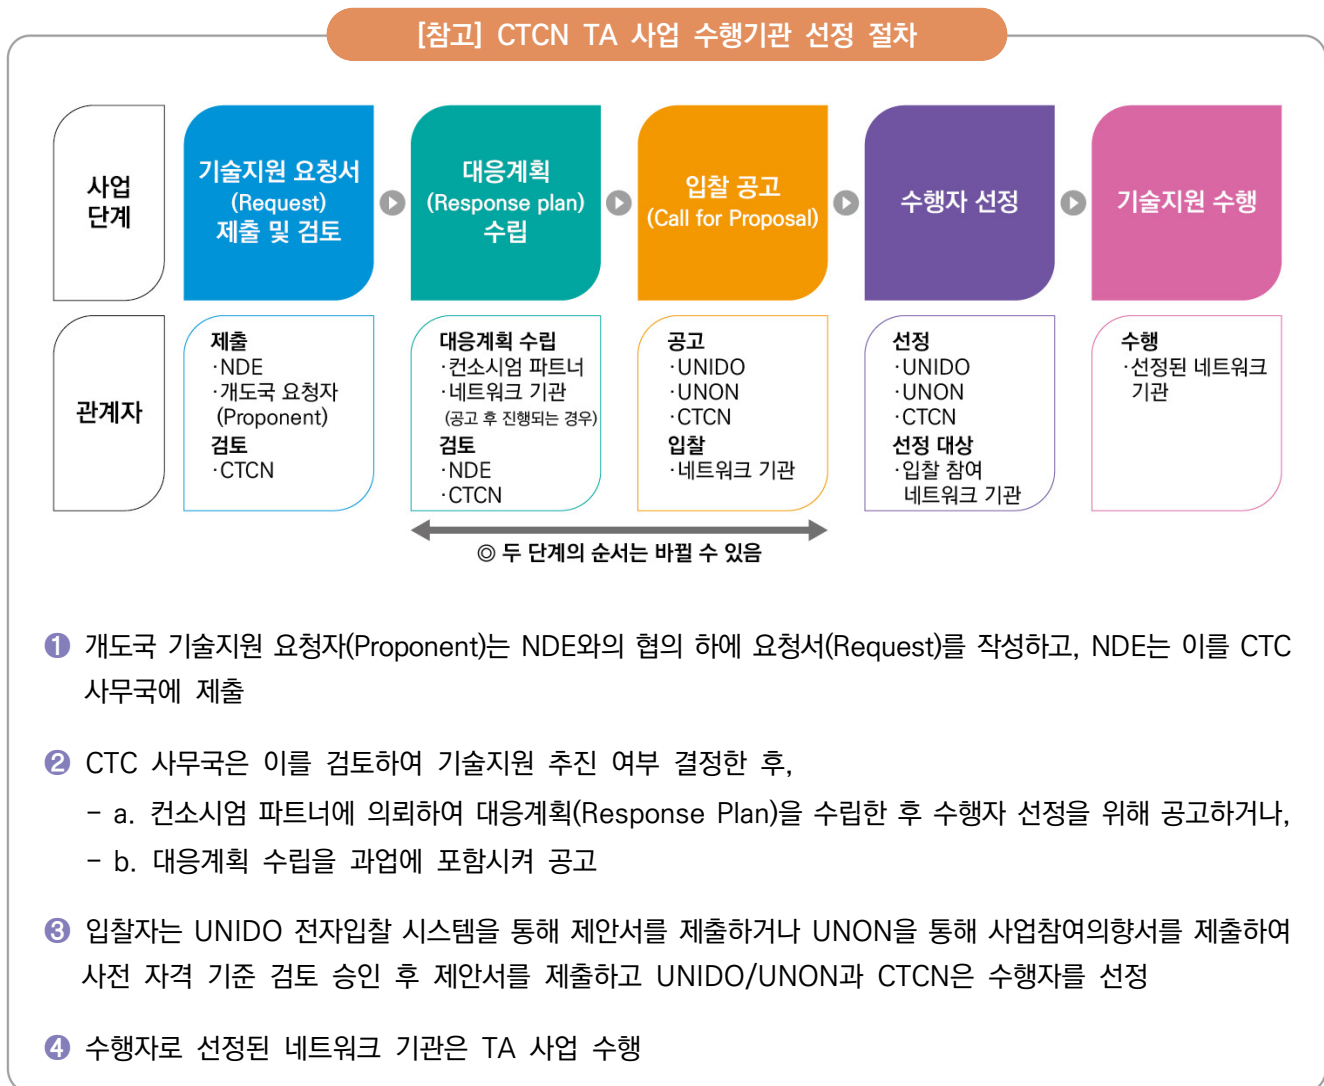 [참고] CTCN TA 사업 수행기관 선정 절차
사업
단계
기술지원 요청서
(Request)
제출 및 검토
대응계획
(Response plan)
수립
입찰 공고
(Call for Proposal)
수행자 선정
기술지원 수행
관계자
제출
·NDE
·개도국 요청자
(Proponent)
검토
·CTCN
대응계획 수립
·컨소시엄 파트너
·네트워크 기관
(공고 후 진행되는 경우)
검토
·NDE
·CTCN
공고
·UNIDO
·UNON
·CTCN
입찰
·네트워크 기관
선정
·UNIDO
·UNON
·CTCN
선정 대상
·입찰 참여
네트워크 기관
수행
·선정된 네트워크
기관
◎ 두 단계의 순서는 바뀔 수 있음
❶ 개도국 기술지원 요청자(Proponent)는 NDE와의 협의 하에 요청서(Request)를 작성하고, NDE는 이를 CTC
사무국에 제출
❷ CTC 사무국은 이를 검토하여 기술지원 추진 여부 결정한 후,
- a. 컨소시엄 파트너에 의뢰하여 대응계획(Response Plan)을 수립한 후 수행자 선정을 위해 공고하거나,
- b. 대응계획 수립을 과업에 포함시켜 공고
❸ 입찰자는 UNIDO 전자입찰 시스템을 통해 제안서를 제출하거나 UNON을 통해 사업참여의향서를 제출하여
사전 자격 기준 검토 승인 후 제안서를 제출하고 UNIDO/UNON과 CTCN은 수행자를 선정
❹ 수행자로 선정된 네트워크 기관은 TA 사업 수행